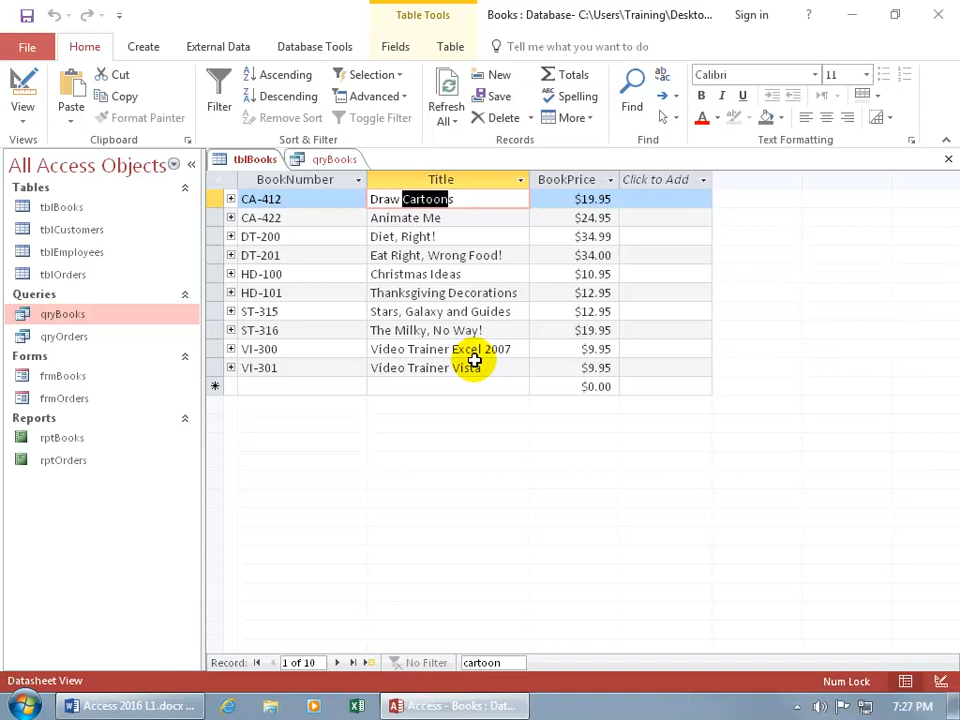 Table Tools
Books : Database- C:\Users\Training\Deskto...
Sign in
?
File
Home
Create
External Data
Database Tools
Fields
Table
Tell me what you want to do
View
Views
Paste
Cut
Copy
Format Painter
Clipboard
Filter
Ascending
Descending
Remove Sort
Selection
Advanced
Toggle Filter
Sort & Filter
Refresh
All
New
Save
Delete
Totals
Spelling
More
Records
Find
Find
Calibri
11
B I U
A
Text Formatting
All Access Objects
Tables
tblBooks
tblCustomers
tblEmployees
tblOrders
Queries
qryBooks
qryOrders
Forms
frmBooks
frmOrders
Reports
rptBooks
rptOrders
tblBooks
qryBooks
BookNumber Title BookPrice Click to Add
CA-412 Draw Cartoons $19.95
CA-422 Animate Me $24.95
DT-200 Diet, Right! $34.99
DT-201 Eat Right, Wrong Food! $34.00
HD-100 Christmas Ideas $10.95
HD-101 Thanksgiving Decorations $12.95
ST-315 Stars, Galaxy and Guides $12.95
ST-316 The Milky, No Way! $19.95
VI-300 Video Trainer Excel 2007 $9.95
VI-301 Video Trainer Vista $9.95
$0.00
Record: 1 of 10 No Filter cartoon
Datasheet View
Num Lock
Access 2016 L1.docx ...
Access - Books : Dat...
7:27 PM